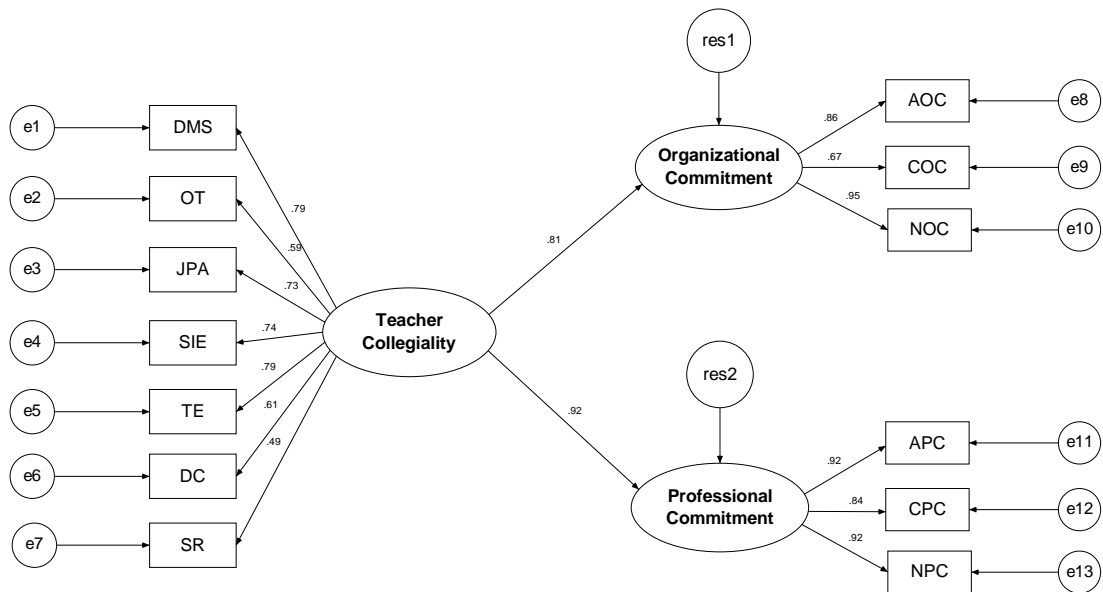 res1
e1
DMS
AOC
e8
.86
Organizational
Commitment
.67
COC
e9
e2
OT
.79
.95
NOC
e10
.59
.81
e3
JPA
.73
Teacher
Collegiality
e4
SIE
.74
res2
.79
e5
TE
.61
.92
APC
e11
.49
.92
e6
DC
Professional
Commitment
.84
CPC
e12
.92
e7
SR
NPC
e13